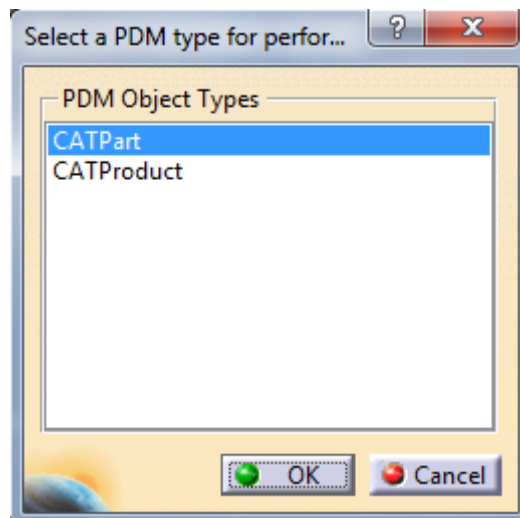 Select a PDM type for perfor...
?
X
PDM Object Types
CATPart
CATProduct
OK
Cancel